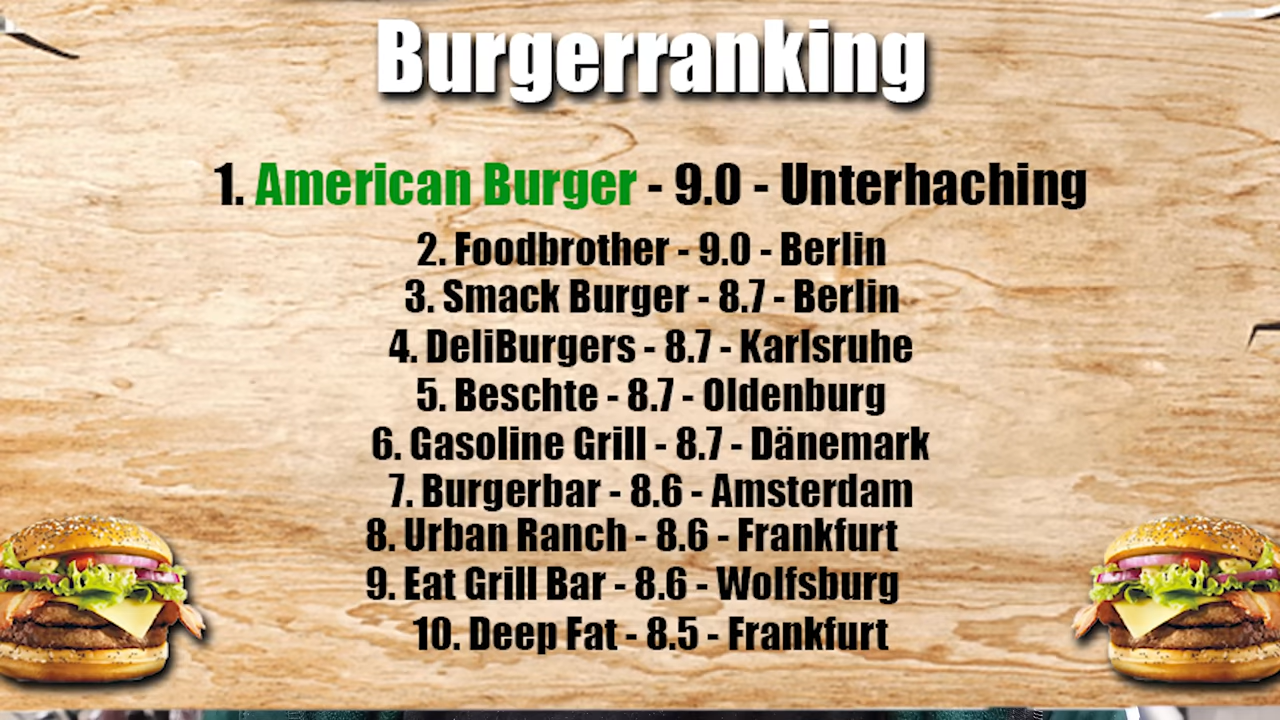 Burgerranking
1. American Burger - 9.0 - Unterhaching
2. Foodbrother - 9.0 - Berlin
3. Smack Burger - 8.7 - Berlin
4. DeliBurgers - 8.7 - Karlsruhe
5. Beschte - 8.7 - Oldenburg
6. Gasoline Grill - 8.7 - Dänemark
7. Burgerbar - 8.6 - Amsterdam
8. Urban Ranch - 8.6 - Frankfurt
9. Eat Grill Bar - 8.6 - Wolfsburg
10. Deep Fat - 8.5 - Frankfurt